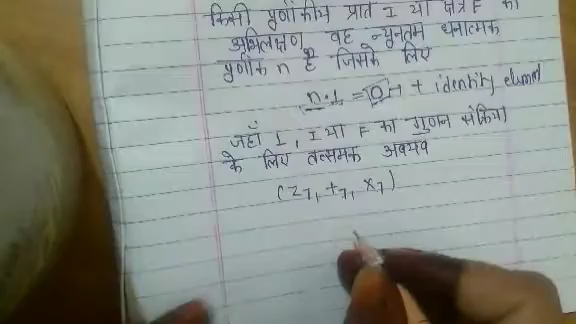 किसी पूर्णांकीय प्रांत I या क्षेत्र F का
अभिलक्षण वह न्यूनतम धनात्मक
पूर्णांक n है जिसके लिए
n.1 = 0 → + identity element
जहाँ 1, I या F का गुणन संक्रिया
के लिए तत्समक अवयव
(Z7, +7, ×7)